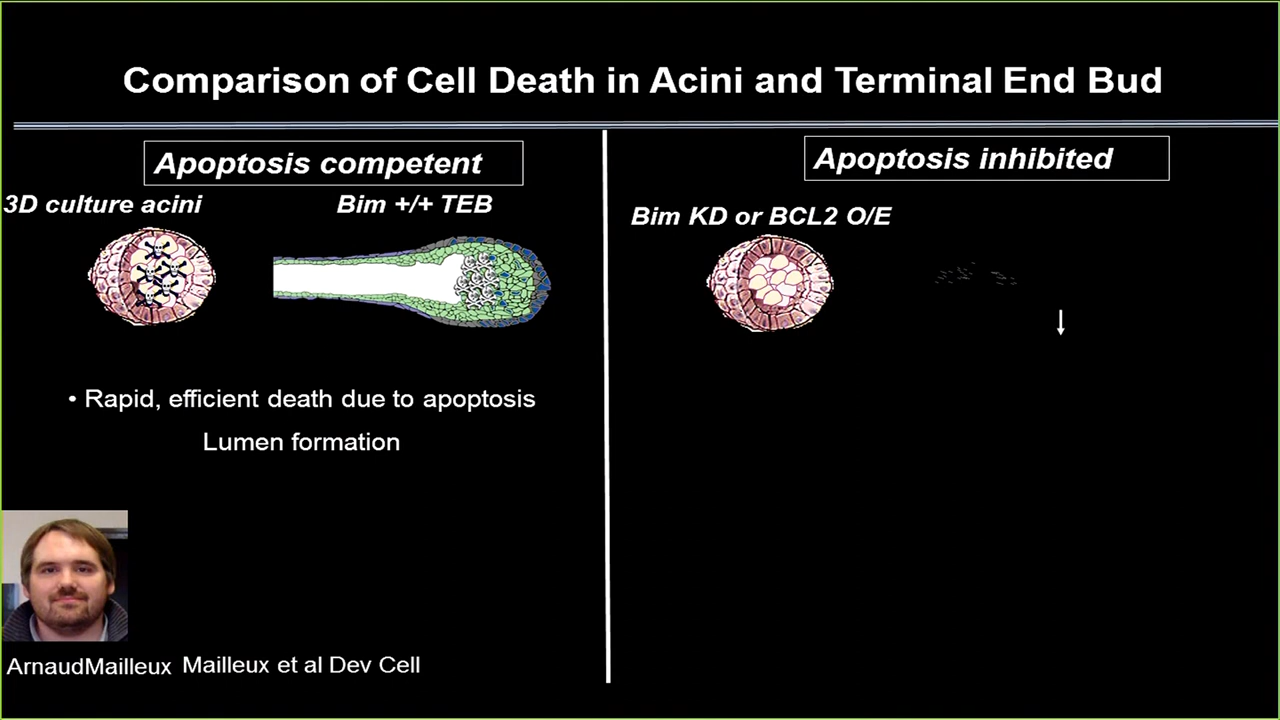 Comparison of Cell Death in Acini and Terminal End Bud
Apoptosis competent
3D culture acini
Bim +/+ TEB
• Rapid, efficient death due to apoptosis
Lumen formation
ArnaudMailleux
Mailleux et al Dev Cell
Apoptosis inhibited
Bim KD or BCL2 O/E